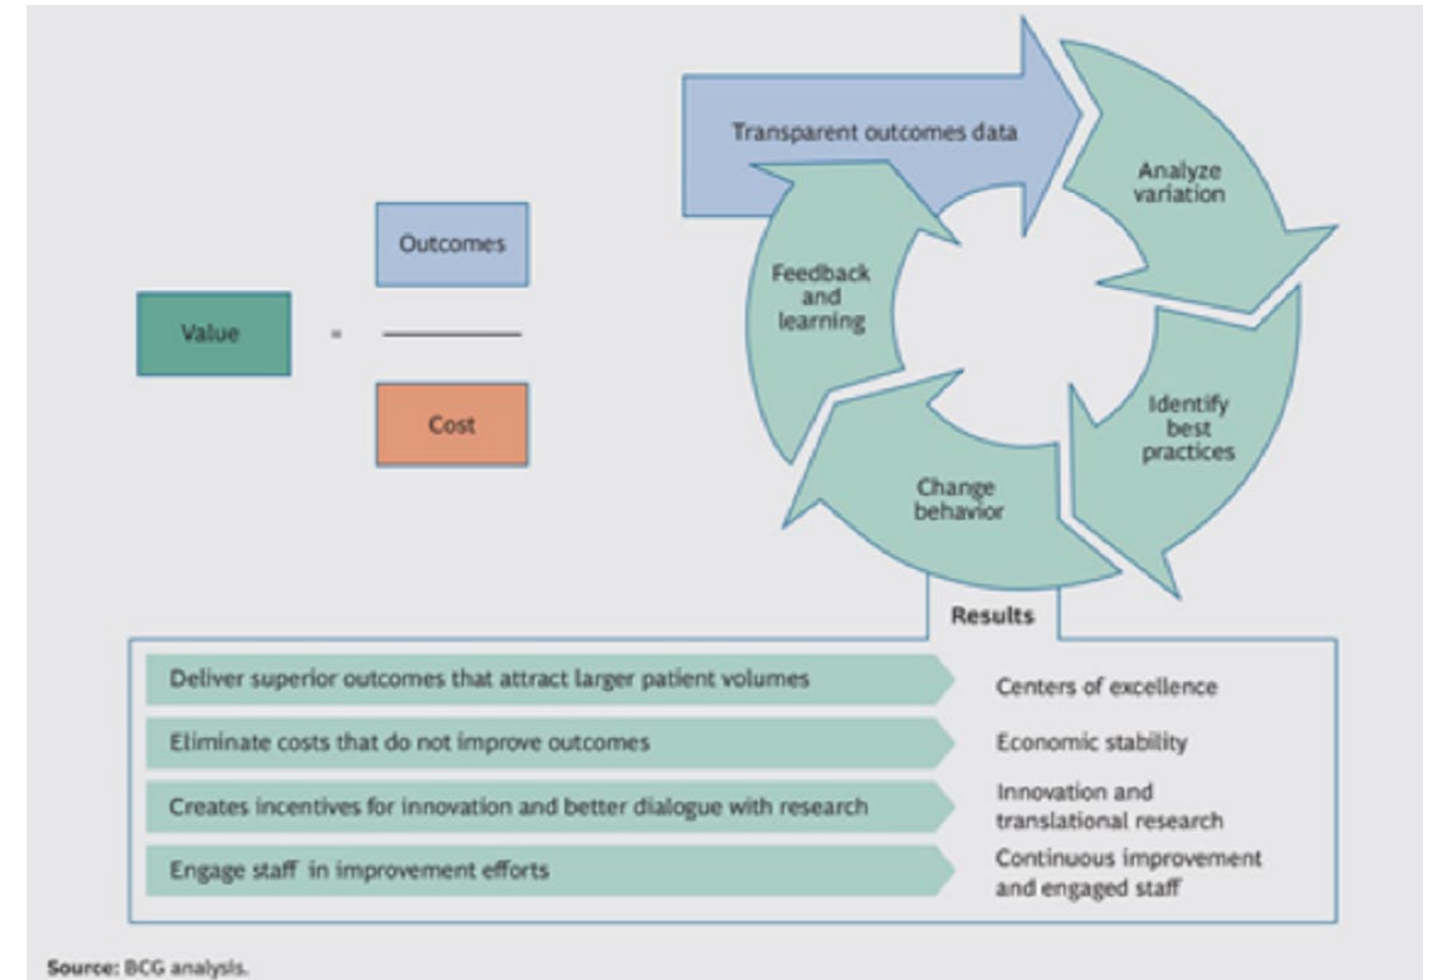 Transparent outcomes data
Analyze
variation
Outcomes
Feedback
and
learning
Value
=
Cost
Identify
best
practices
Change
behavior
Results
Deliver superior outcomes that attract larger patient volumes
Centers of excellence
Eliminate costs that do not improve outcomes
Economic stability
Creates incentives for innovation and better dialogue with research
Innovation and
translational research
Engage staff in improvement efforts
Continuous improvement
and engaged staff
Source: BCG analysis.